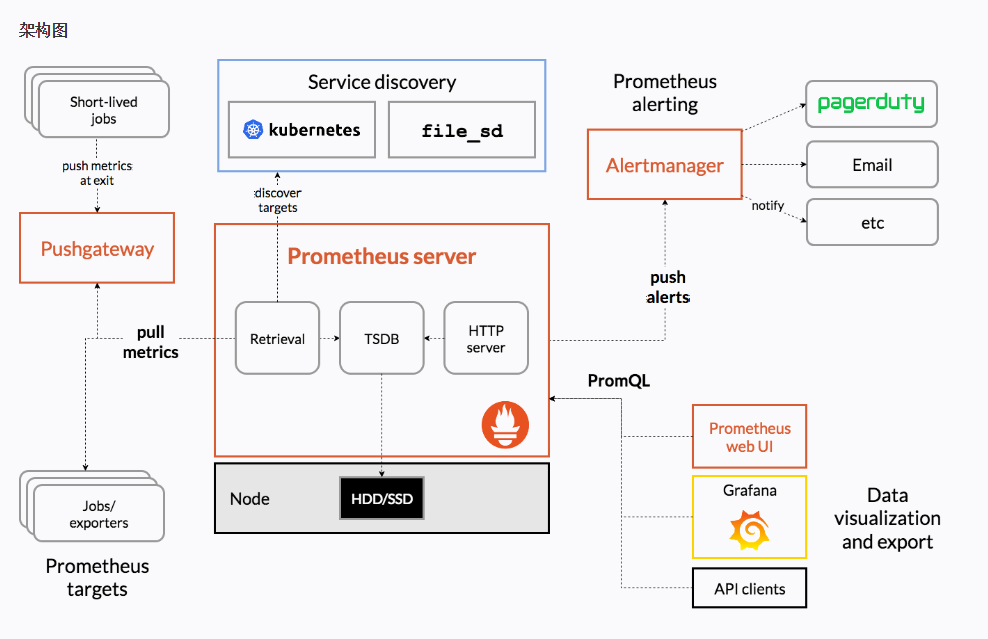 架构图
Short-lived
jobs
push metrics
at exit
Pushgateway
pull
metrics
Jobs/
exporters
Prometheus
targets
Service discovery
kubernetes
file_sd
discover
targets
Prometheus server
Retrieval
TSDB
HTTP
server
Node
HDD/SSD
Prometheus
alerting
Alertmanager
pagerduty
Email
notify
etc
push
alerts
PromQL
Prometheus
web UI
Grafana
API clients
Data
visualization
and export